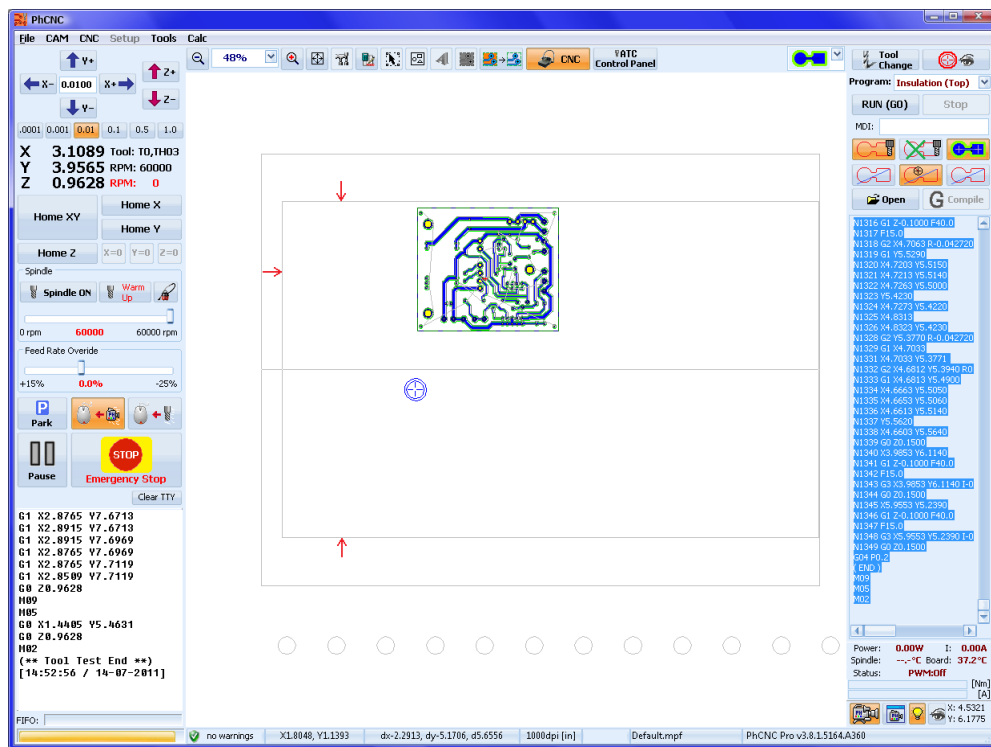 PhCNC
File CAM CNC Setup Tools Calc
Y+
X- 0.0100 X+
Y-
Z+
Z-
.0001 0.001 0.01 0.1 0.5 1.0
X 3.1089 Tool: T0,TH03
Y 3.9565 RPM: 60000
Z 0.9628 RPM: 0
Home XY
Home X
Home Y
Home Z X=0 Y=0 Z=0
Spindle
Spindle ON
Warm Up
0 rpm 60000 60000 rpm
Feed Rate Overide
+15% 0.0% -25%
P
Park
Pause
STOP
Emergency Stop
Clear TTY
G1 X2.8765 Y7.6713
G1 X2.8915 Y7.6713
G1 X2.8915 Y7.6969
G1 X2.8765 Y7.6969
G1 X2.8765 Y7.7119
G1 X2.8509 Y7.7119
G0 Z0.9628
M09
M05
G0 X1.4405 Y5.4631
G0 Z0.9628
M02
(** Tool Test End **)
[14:52:56 / 14-07-2011]
FIFO:
48%
CNC
ATC
Control Panel
Tool
Change
Program: Insulation (Top)
RUN (GO) Stop
MDI:
Open G Compile
N1316 G1 Z-0.1000 F40.0
N1317 F15.0
N1318 G2 X4.7063 R-0.042720
N1319 G1 Y5.5290
N1320 X4.7203 Y5.5150
N1321 X4.7213 Y5.5140
N1322 X4.7263 Y5.5000
N1323 Y5.4230
N1324 X4.7273 Y5.4220
N1325 X4.8313
N1326 X4.8323 Y5.4230
N1328 G2 Y5.3770 R-0.042720
N1329 G1 X4.7033
N1331 X4.7033 Y5.3771
N1332 G2 X4.6812 Y5.3940 R0
N1333 G1 X4.6813 Y5.4900
N1334 X4.6663 Y5.5050
N1335 X4.6653 Y5.5060
N1336 X4.6613 Y5.5140
N1337 Y5.5620
N1338 X4.6603 Y5.5640
N1339 G0 Z0.1500
N1340 X3.9853 Y6.1140
N1341 G1 Z-0.1000 F40.0
N1342 F15.0
N1343 G3 X3.9853 Y6.1140 I-0
N1344 G0 Z0.1500
N1345 X5.9553 Y5.2390
N1346 G1 Z-0.1000 F40.0
N1347 F15.0
N1348 G3 X5.9553 Y5.2390 I-0
N1349 G0 Z0.1500
G04 P0.2
( END )
M09
M05
M02
Power: 0.00W I: 0.00A
Spindle: --.-°C Board: 37.2°C
Status: PWM:Off
[Nm]
[A]
X: 4.5321
Y: 6.1775
no warnings X1.8048, Y1.1393 dx-2.2913, dy-5.1706, d5.6556 1000dpi [in] Default.mpf PhCNC Pro v3.8.1.5164.A360